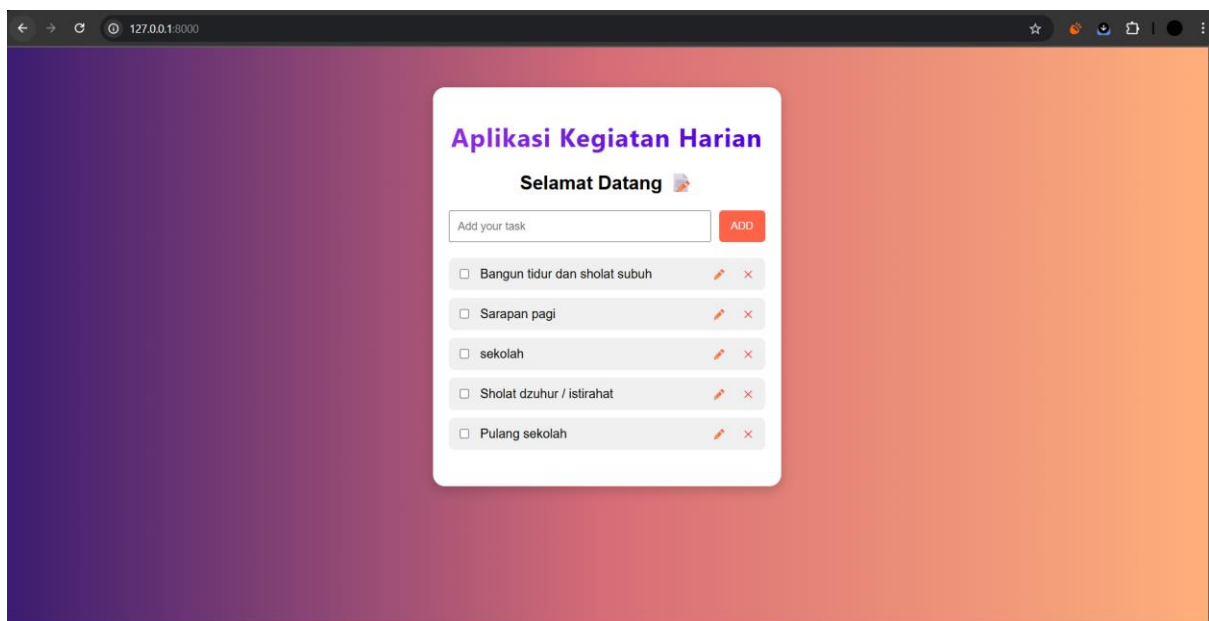 127.0.0.1:8000
Aplikasi Kegiatan Harian
Selamat Datang
Add your task
ADD
Bangun tidur dan sholat subuh
Sarapan pagi
sekolah
Sholat dzuhur / istirahat
Pulang sekolah